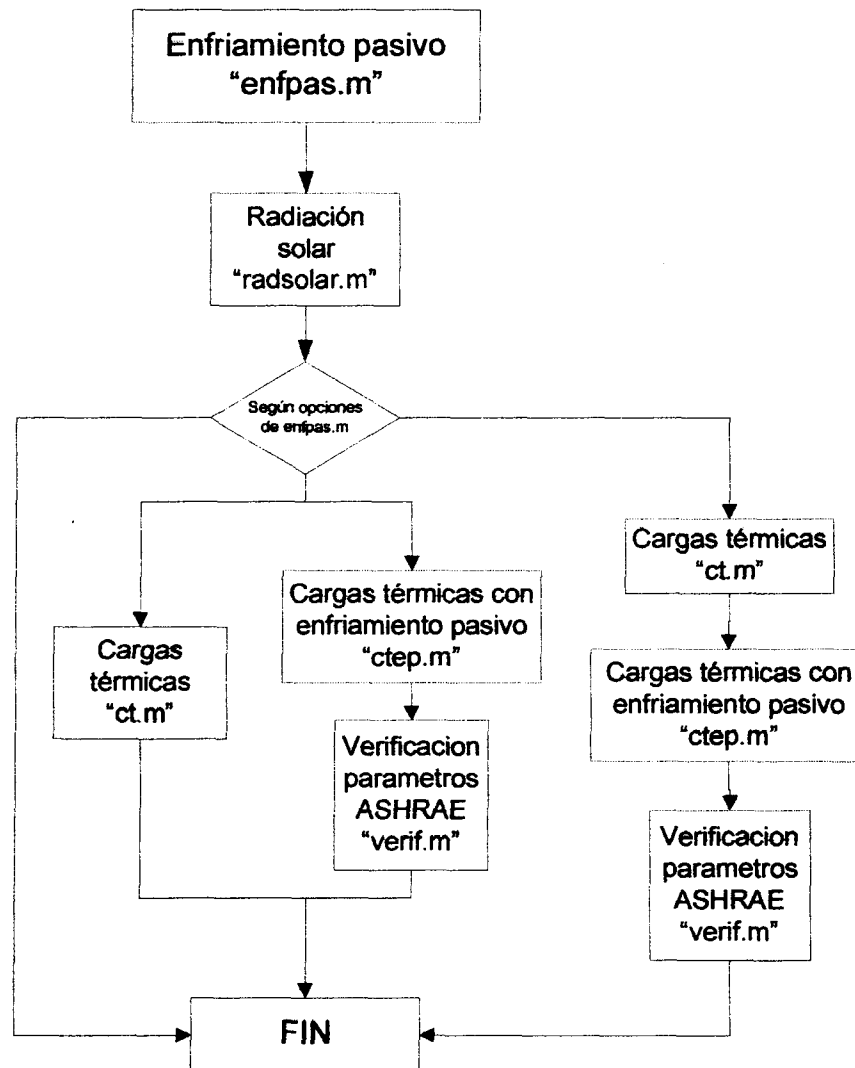 Enfriamiento pasivo
“enfpas.m”
Radiación
solar
“radsolar.m”
Según opciones
de enfpas.m
Cargas
térmicas
“ct.m”
Cargas térmicas con
enfriamiento pasivo
“ctep.m”
Verificacion
parametros
ASHRAE
“verif.m”
Cargas térmicas
“ct.m”
Cargas térmicas con
enfriamiento pasivo
“ctep.m”
Verificacion
parametros
ASHRAE
“verif.m”
FIN